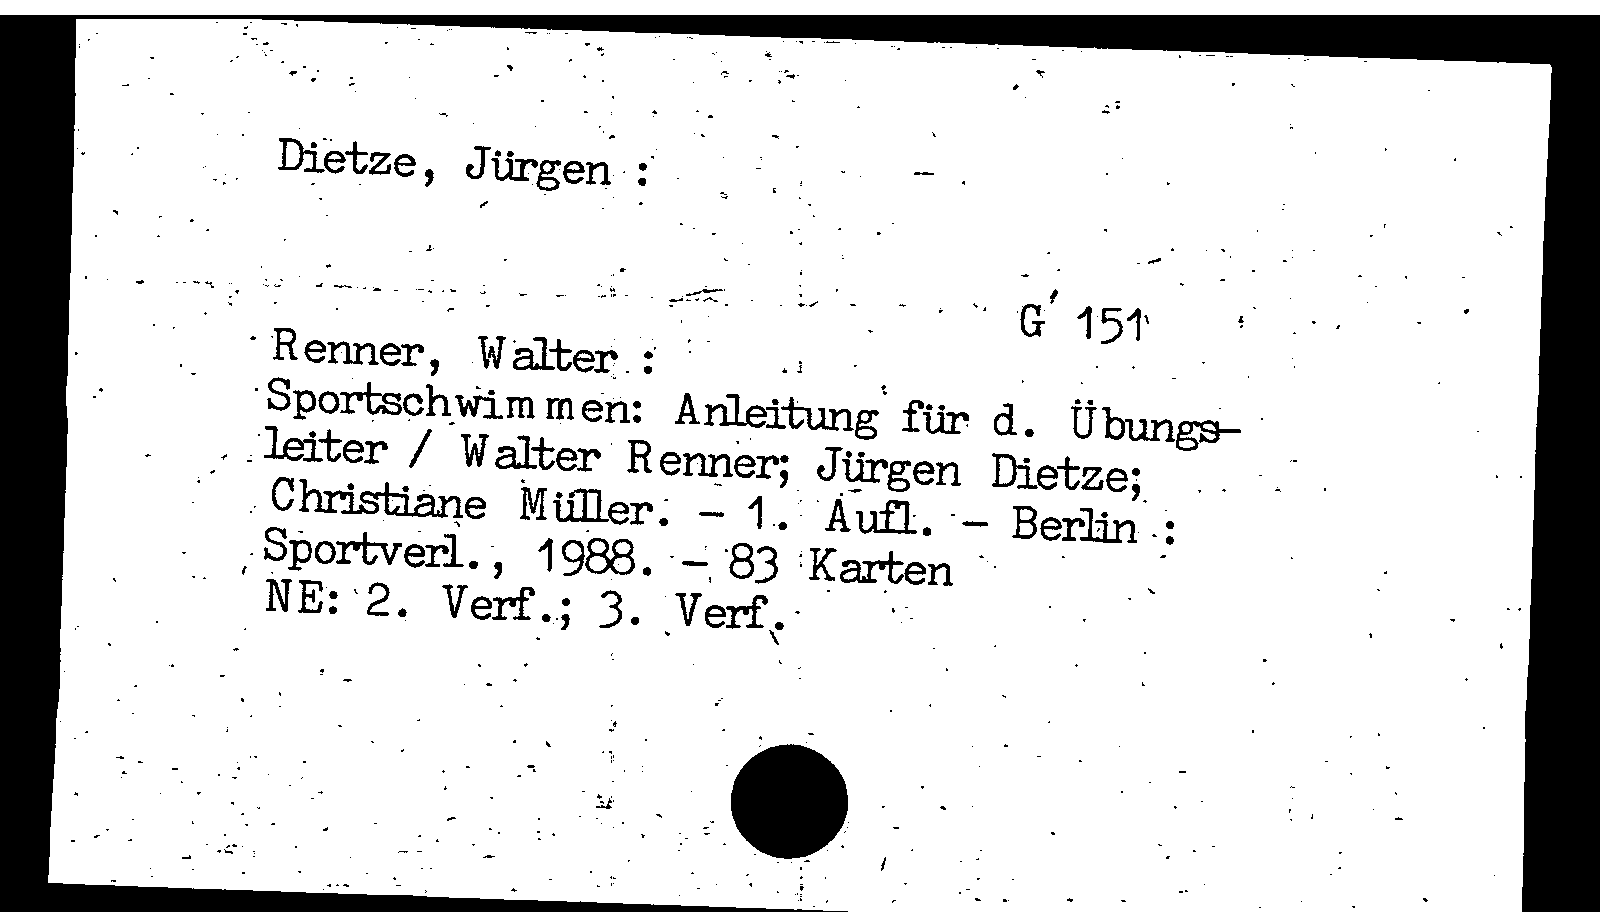 Dietze, Jürgen :
G' 151
Renner, Walter :
Sportschwimmen: Anleitung für d. Übungs-
leiter / Walter Renner; Jürgen Dietze;
Christiane Müller. - 1. Aufl. - Berlin :
Sportverl., 1988. - 83 Karten
NE: 2. Verf.; 3. Verf.